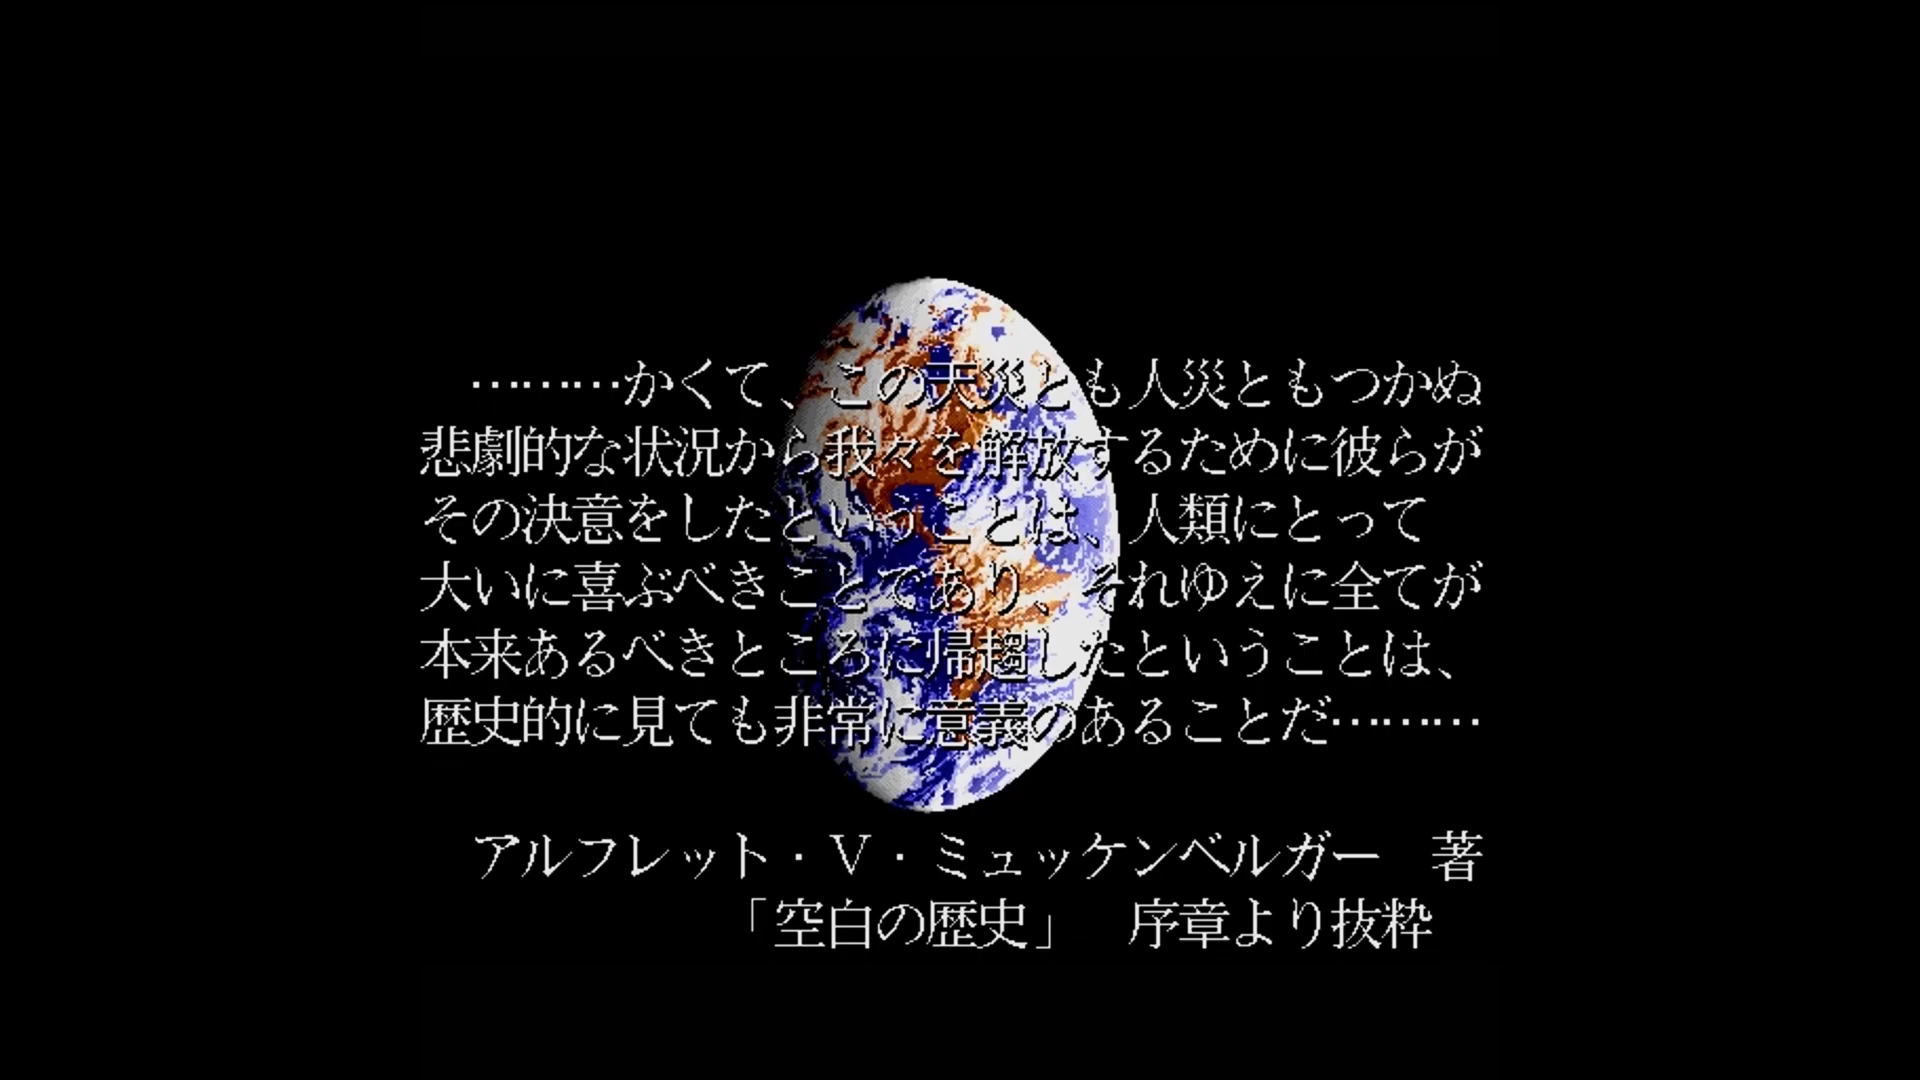 ………かくて、この天災とも人災ともつかぬ
悲劇的な状況から我々を解放するために彼らが
その決意をしたということは、人類にとって
大いに喜ぶべきことであり、それゆえに全てが
本来あるべきところに帰趨したということは、
歴史的に見ても非常に意義のあることだ………
アルフレット・V・ミュッケンベルガー　著
「空白の歴史」　序章より抜粋